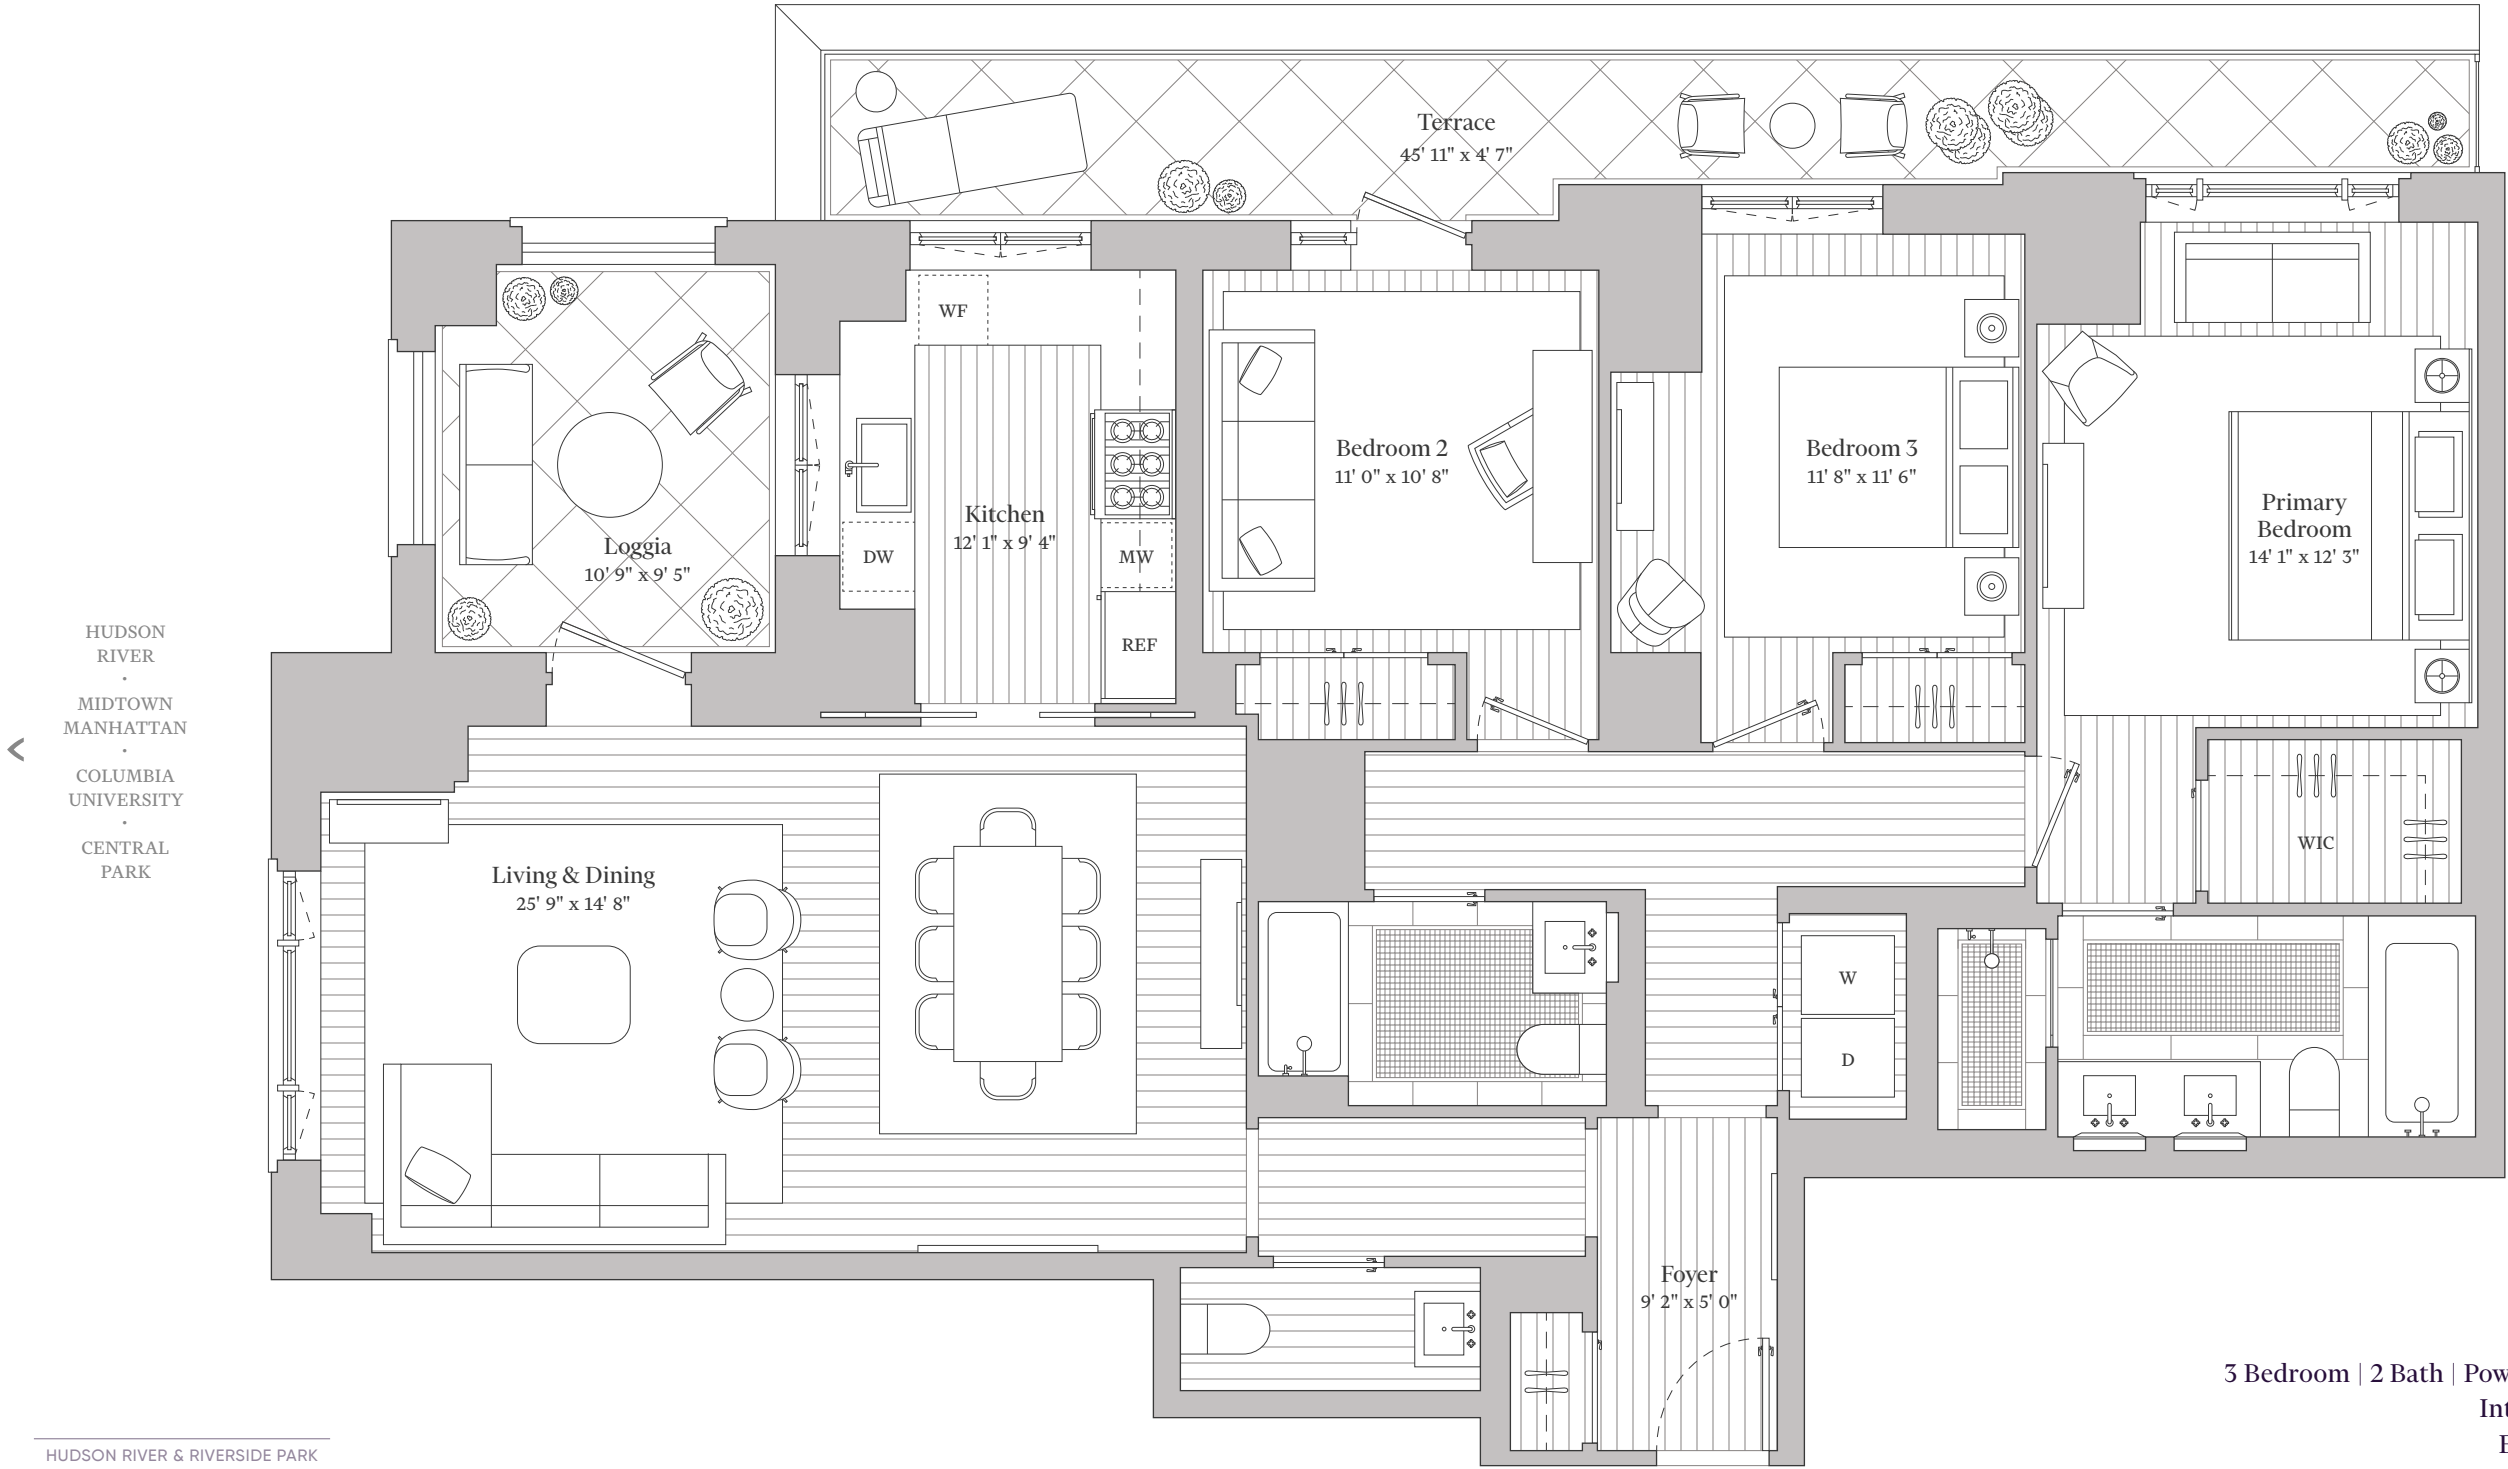 Terrace
45' 11" x 4' 7"
WF
Kitchen
12' 1" x 9' 4"
DW
MW
REF
Loggia
10' 9" x 9' 5"
Bedroom 2
11' 0" x 10' 8"
Bedroom 3
11' 8" x 11' 6"
Primary
Bedroom
14' 1" x 12' 3"
HUDSON
RIVER
·
MIDTOWN
MANHATTAN
·
COLUMBIA
UNIVERSITY
·
CENTRAL
PARK
<
Living & Dining
25' 9" x 14' 8"
WIC
W
D
Foyer
9' 2" x 5' 0"
3 Bedroom | 2 Bath | Pow
Int
E
HUDSON RIVER & RIVERSIDE PARK